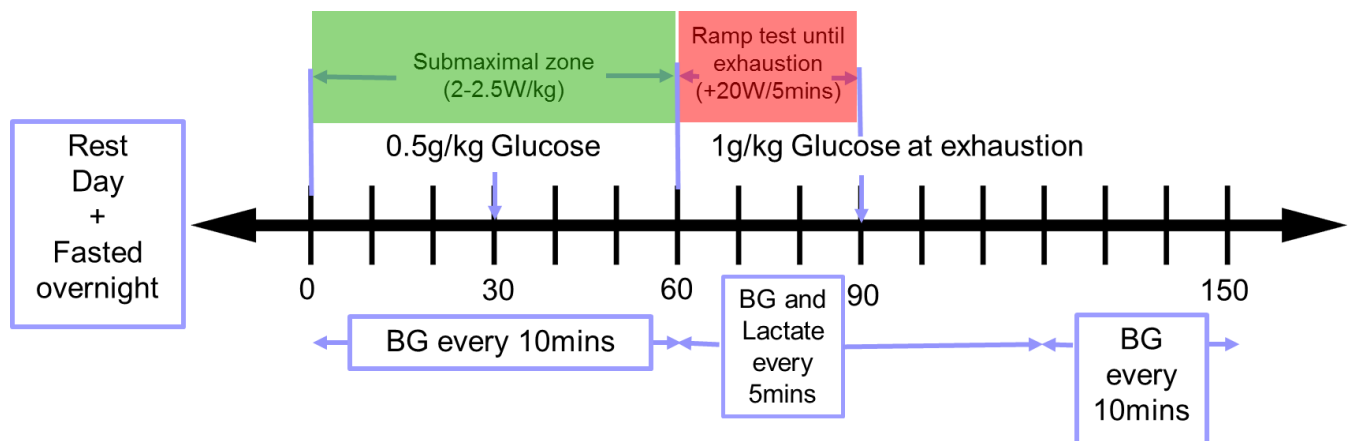 Submaximal zone
(2-2.5W/kg)
Ramp test until
exhaustion
(+20W/5mins)
Rest
Day
+
Fasted
overnight
0.5g/kg Glucose
1g/kg Glucose at exhaustion
0
30
60
90
150
BG every 10mins
BG and
Lactate
every
5mins
BG
every
10mins